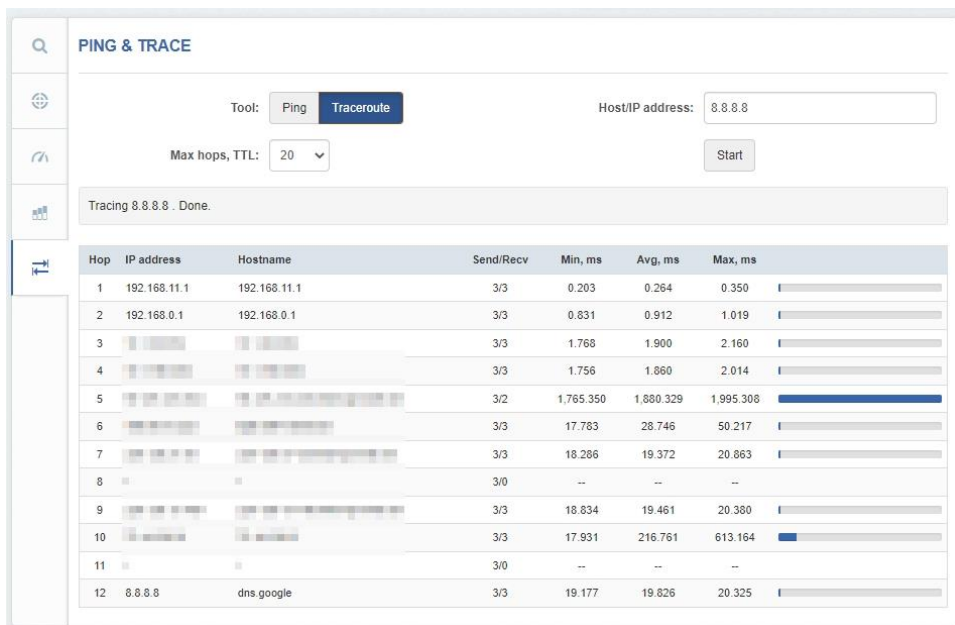 PING & TRACE
Tool: Ping Traceroute Host/IP address: 8.8.8.8
Max hops, TTL: 20 Start
Tracing 8.8.8.8 . Done.
Hop IP address Hostname Send/Recv Min, ms Avg, ms Max, ms
1 192.168.11.1 192.168.11.1 3/3 0.203 0.264 0.350
2 192.168.0.1 192.168.0.1 3/3 0.831 0.912 1.019
3 3/3 1.768 1.900 2.160
4 3/3 1.756 1.860 2.014
5 3/2 1,765.350 1,880.329 1,995.308
6 3/3 17.783 28.746 50.217
7 3/3 18.286 19.372 20.863
8 3/0 -- -- --
9 3/3 18.834 19.461 20.380
10 3/3 17.931 216.761 613.164
11 3/0 -- -- --
12 8.8.8.8 dns.google 3/3 19.177 19.826 20.325